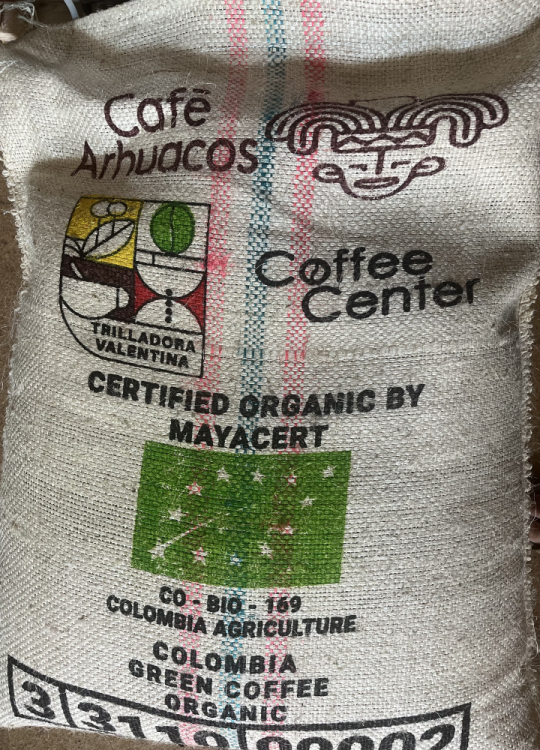 Café
Arhuacos
Coffee
Center
TRILLADORA
VALENTINA
CERTIFIED ORGANIC BY
MAYACERT
CO - BIO - 169
COLOMBIA AGRICULTURE
COLOMBIA
GREEN COFFEE
ORGANIC
3